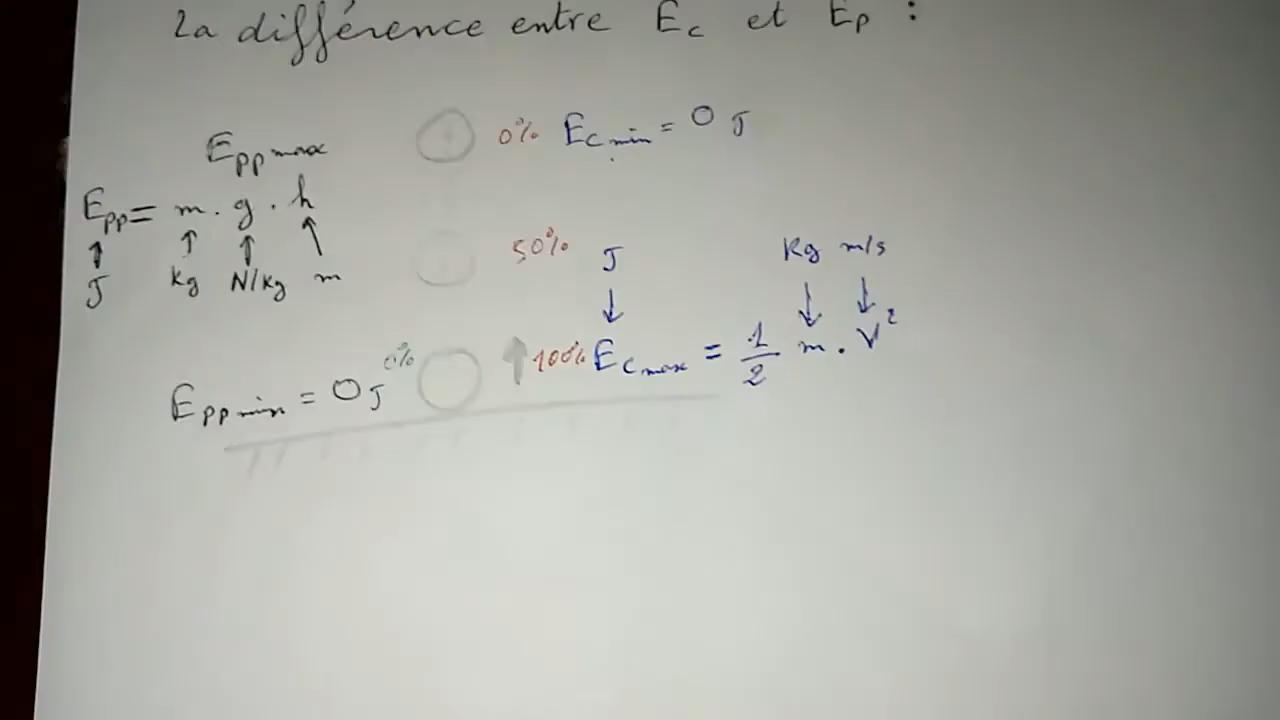 La différence entre Ec et Ep :
0% Ec min = 0 J
Epp max
Epp = m . g . h
J kg N/kg m
50% J Kg m/s
100% Ec max = 1/2 m . V²
0%
Epp min = 0 J